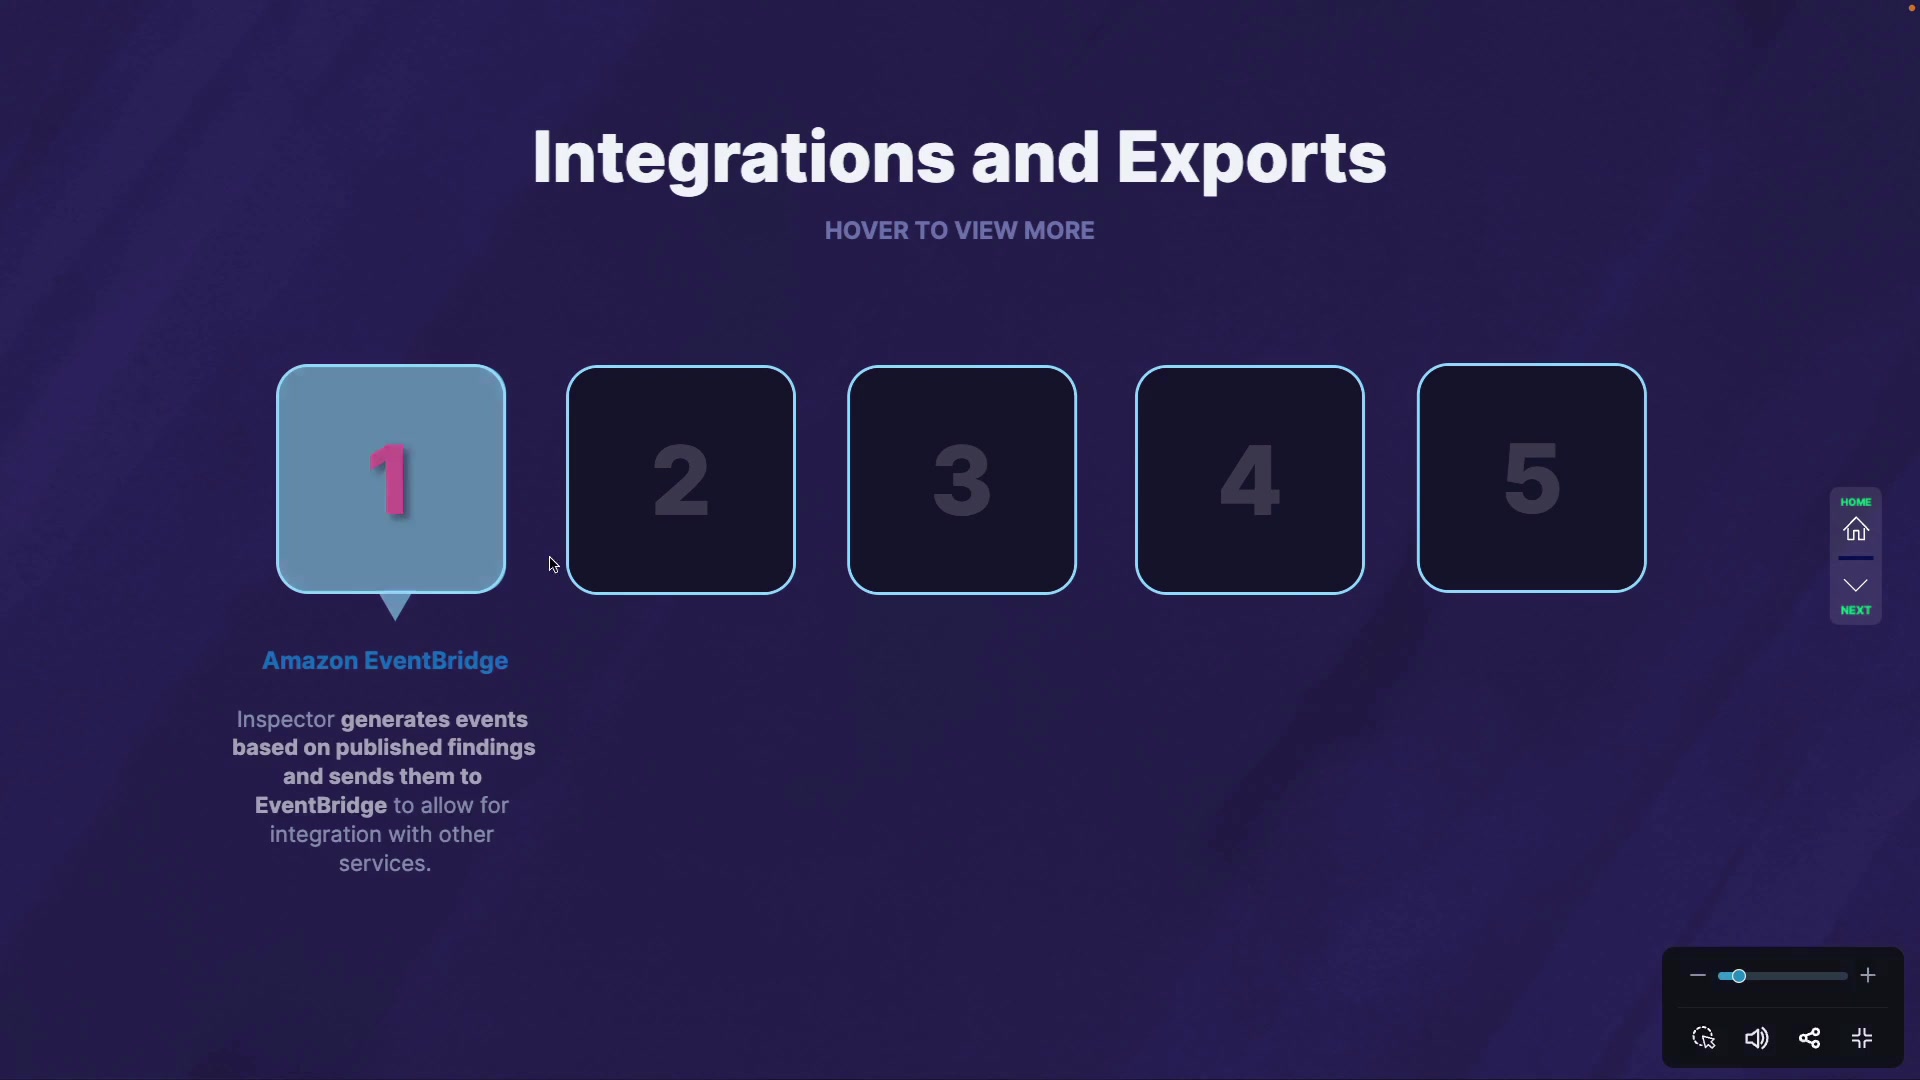 Integrations and Exports
HOVER TO VIEW MORE
1
2
3
4
5
Amazon EventBridge
Inspector generates events
based on published findings
and sends them to
EventBridge to allow for
integration with other
services.
HOME
NEXT